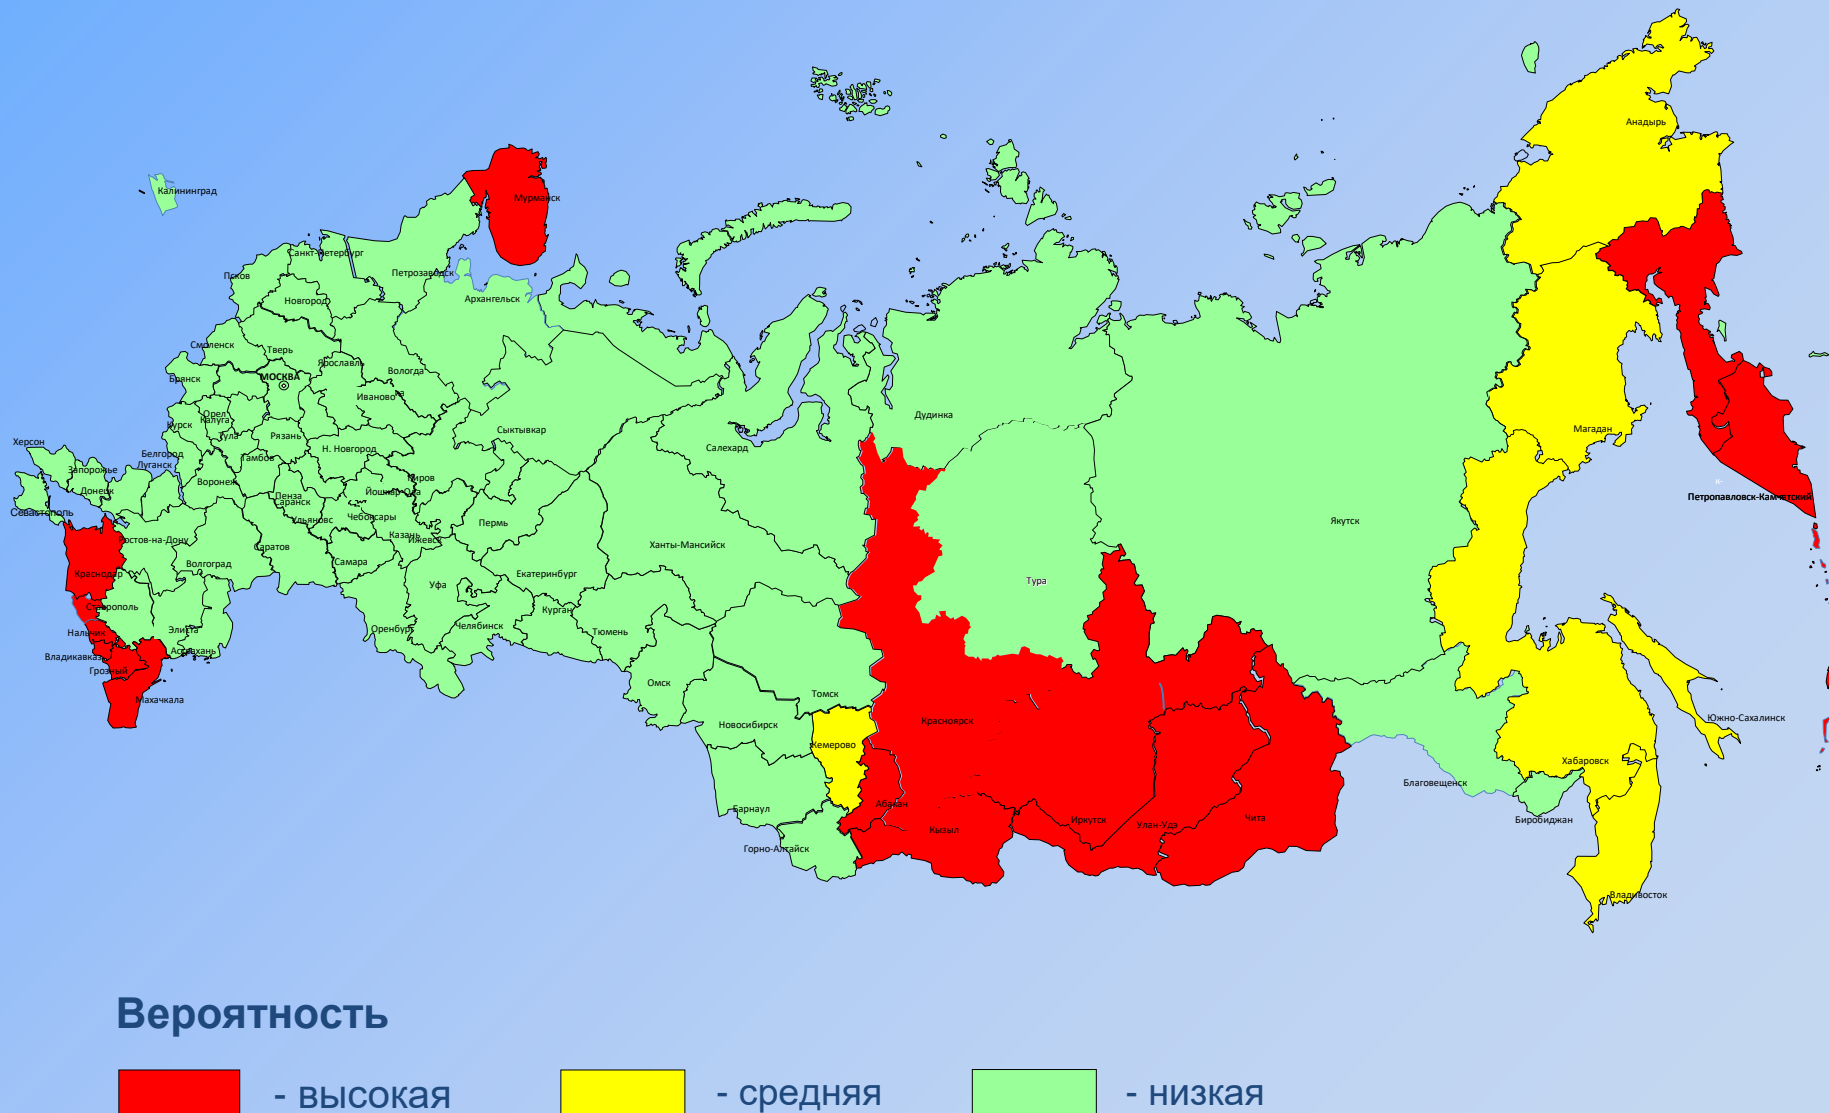 Анадырь
Калининград
Мурманск
Санкт-Петербург
Псков
Петрозаводск
Новгород
Архангельск
Смоленск
Тверь
Ярославль
Вологда
Брянск
МОСКВА
Иваново
Орел
Калуга
Курск
Тула
Рязань
Дудинка
Магадан
Сыктывкар
Херсон
Белгород
Луганск
Тамбов
Н. Новгород
Салехард
Запорожье
Донецк
Воронеж
Пенза
Саранск
Киров
Йошкар-Ола
Петропавловск-Камчатский
Севастополь
Ульяновс
Чебоксары
Пермь
Якутск
Ростов-на-Дону
Саратов
Казань
Ижевск
Ханты-Мансийск
Волгоград
Самара
Краснодар
Уфа
Екатеринбург
Тура
Ставрополь
Курган
Нальчик
Элиста
Оренбург
Челябинск
Тюмень
Владикавказ
Астрахань
Грозный
Махачкала
Омск
Томск
Новосибирск
Красноярск
Южно-Сахалинск
Кемерово
Хабаровск
Благовещенск
Барнаул
Абакан
Кызыл
Иркутск
Улан-Удэ
Чита
Биробиджан
Горно-Алтайск
Владивосток
Вероятность
- высокая
- средняя
- низкая